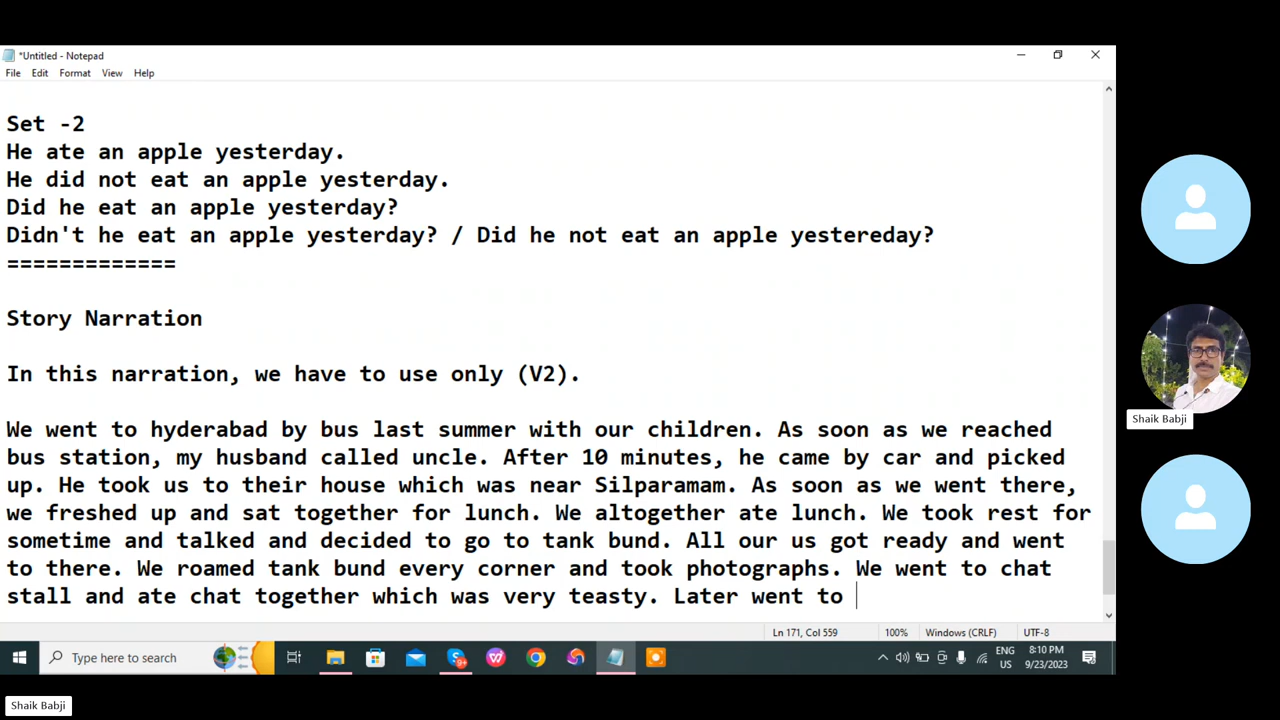 *Untitled - Notepad
File Edit Format View Help
Set -2
He ate an apple yesterday.
He did not eat an apple yesterday.
Did he eat an apple yesterday?
Didn't he eat an apple yesterday? / Did he not eat an apple yestereday?
=============
Story Narration
In this narration, we have to use only (V2).
We went to hyderabad by bus last summer with our children. As soon as we reached
bus station, my husband called uncle. After 10 minutes, he came by car and picked
up. He took us to their house which was near Silparamam. As soon as we went there,
we freshed up and sat together for lunch. We altogether ate lunch. We took rest for
sometime and talked and decided to go to tank bund. All our us got ready and went
to there. We roamed tank bund every corner and took photographs. We went to chat
stall and ate chat together which was very teasty. Later went to
Ln 171, Col 559 100% Windows (CRLF) UTF-8
Type here to search
ENG
US
8:10 PM
9/23/2023
Shaik Babji
Shaik Babji